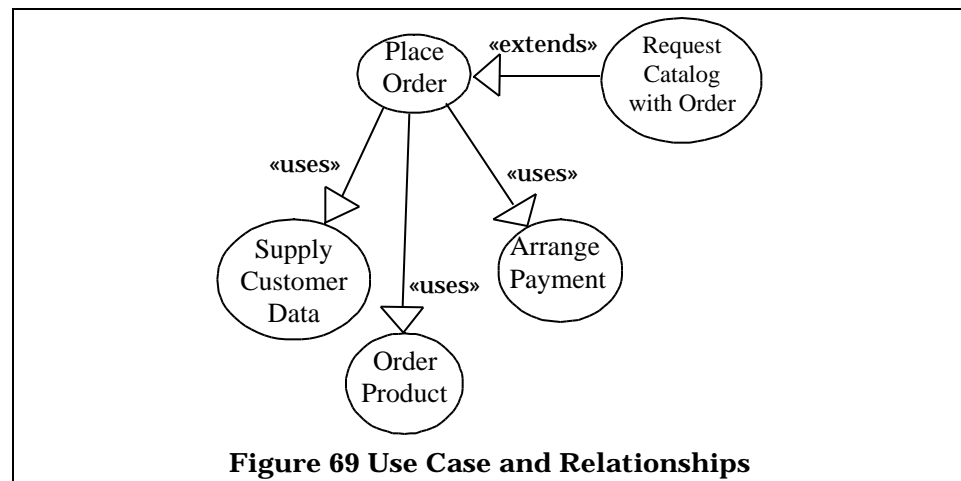 Place
Order
«extends»
Request
Catalog
with Order
«uses»
«uses»
Supply
Customer
Data
Arrange
Payment
«uses»
Order
Product
Figure 69 Use Case and Relationships